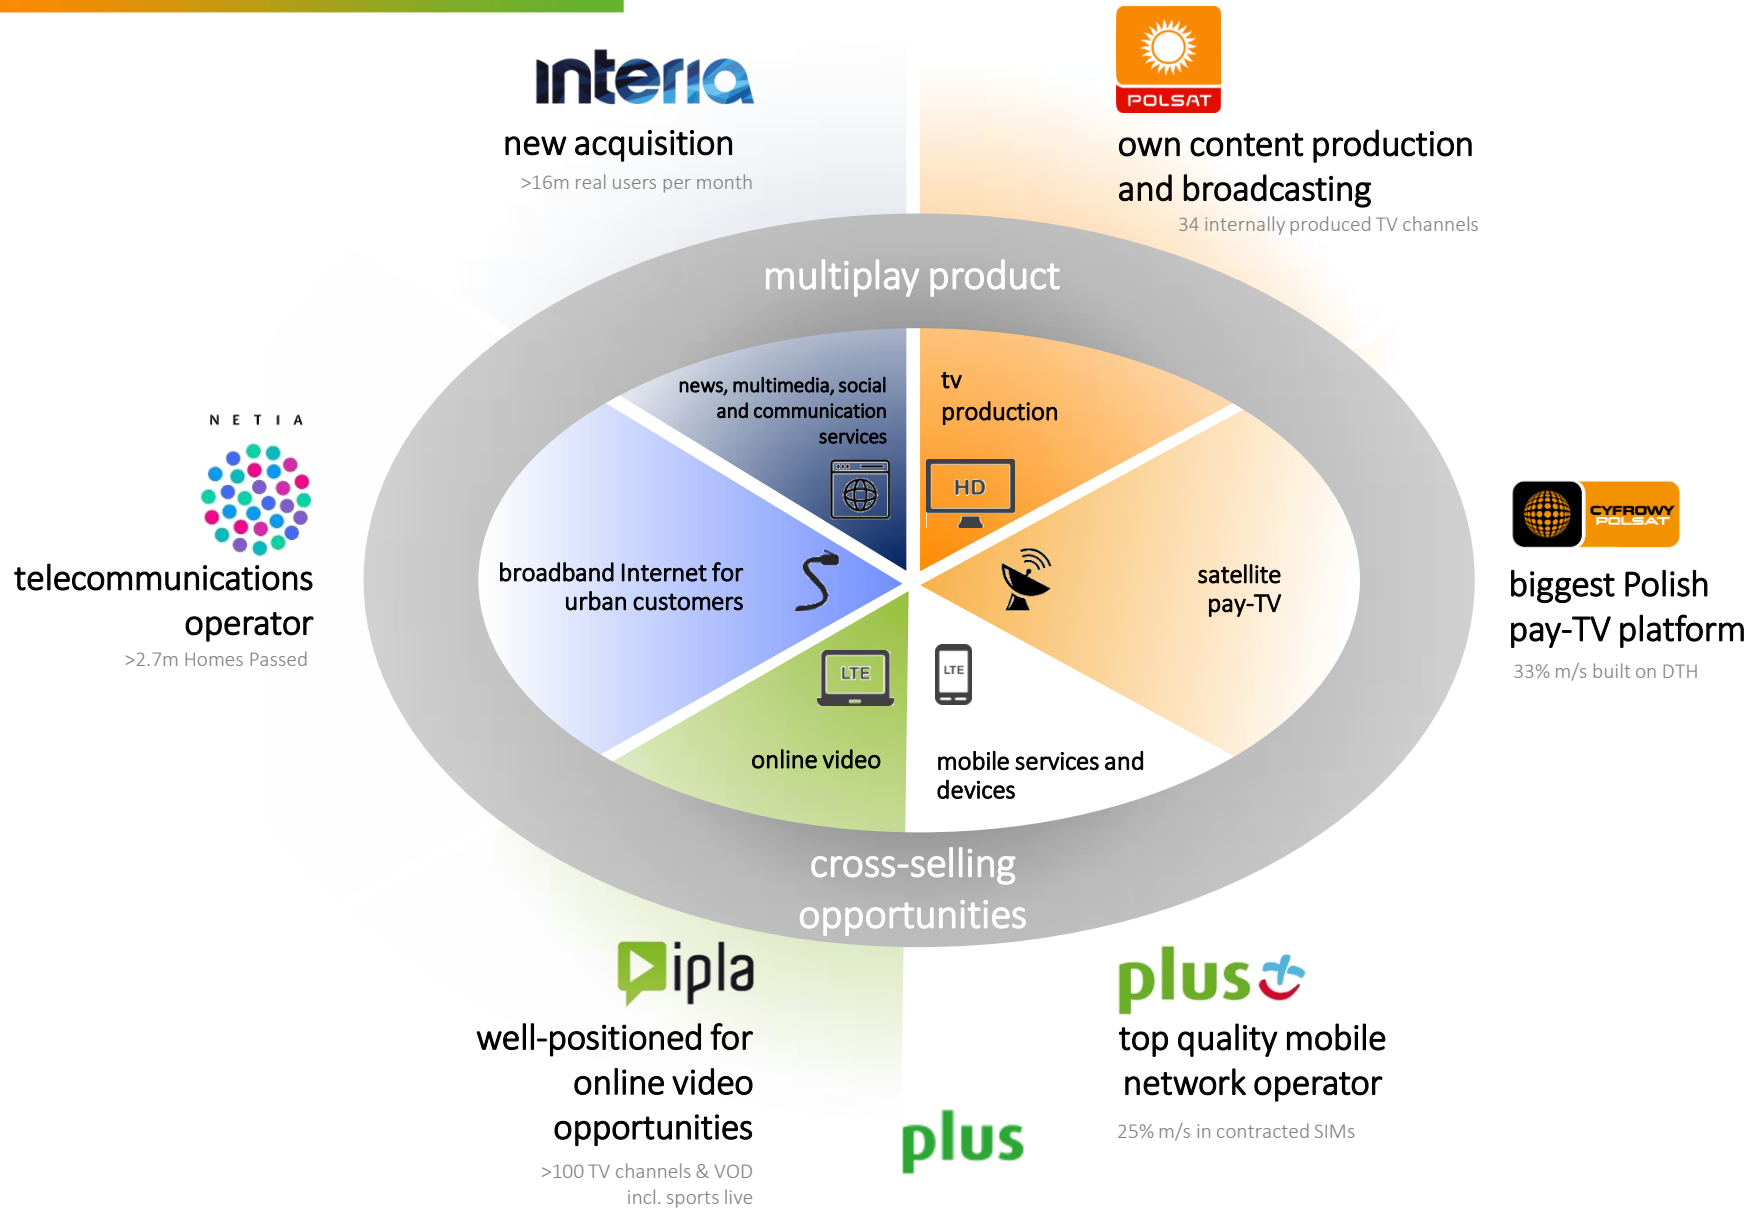 interia
new acquisition
>16m real users per month
POLSAT
own content production
and broadcasting
34 internally produced TV channels
multiplay product
news, multimedia, social
and communication
services
tv
production
HD
NETIA
telecommunications
operator
>2.7m Homes Passed
broadband Internet for
urban customers
satellite
pay-TV
CYFROWY
POLSAT
biggest Polish
pay-TV platform
33% m/s built on DTH
LTE
online video
LTE
mobile services and
devices
cross-selling
opportunities
ipla
well-positioned for
online video
opportunities
>100 TV channels & VOD
incl. sports live
plus
plus
top quality mobile
network operator
25% m/s in contracted SIMs